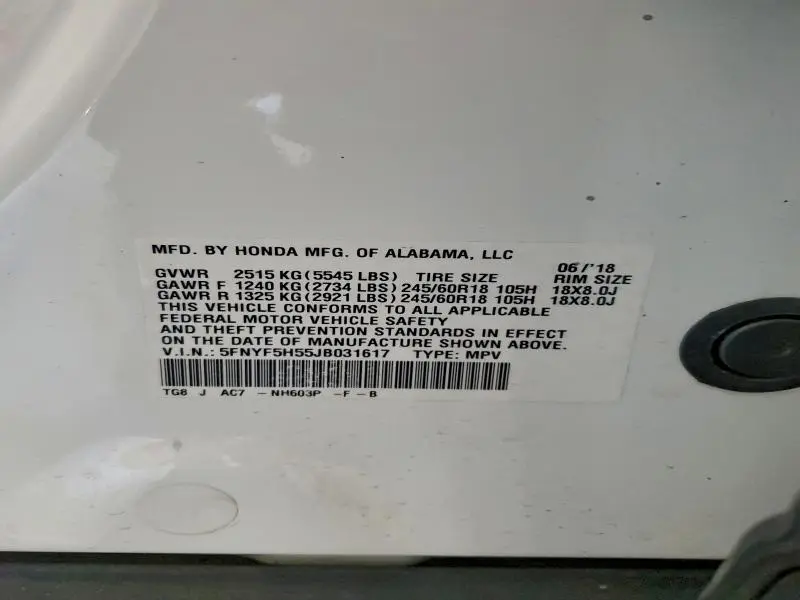 MFD. BY HONDA MFG. OF ALABAMA, LLC 06/'18
GVWR 2515 KG(5545 LBS) TIRE SIZE RIM SIZE
GAWR F 1240 KG(2734 LBS)245/60R18 105H 18X8.0J
GAWR R 1325 KG(2921 LBS)245/60R18 105H 18X8.0J
THIS VEHICLE CONFORMS TO ALL APPLICABLE
FEDERAL MOTOR VEHICLE SAFETY
AND THEFT PREVENTION STANDARDS IN EFFECT
ON THE DATE OF MANUFACTURE SHOWN ABOVE.
V.I.N.: 5FNYF5H55JB031617 TYPE: MPV
TG8 J AC7 -NH603P -F-B